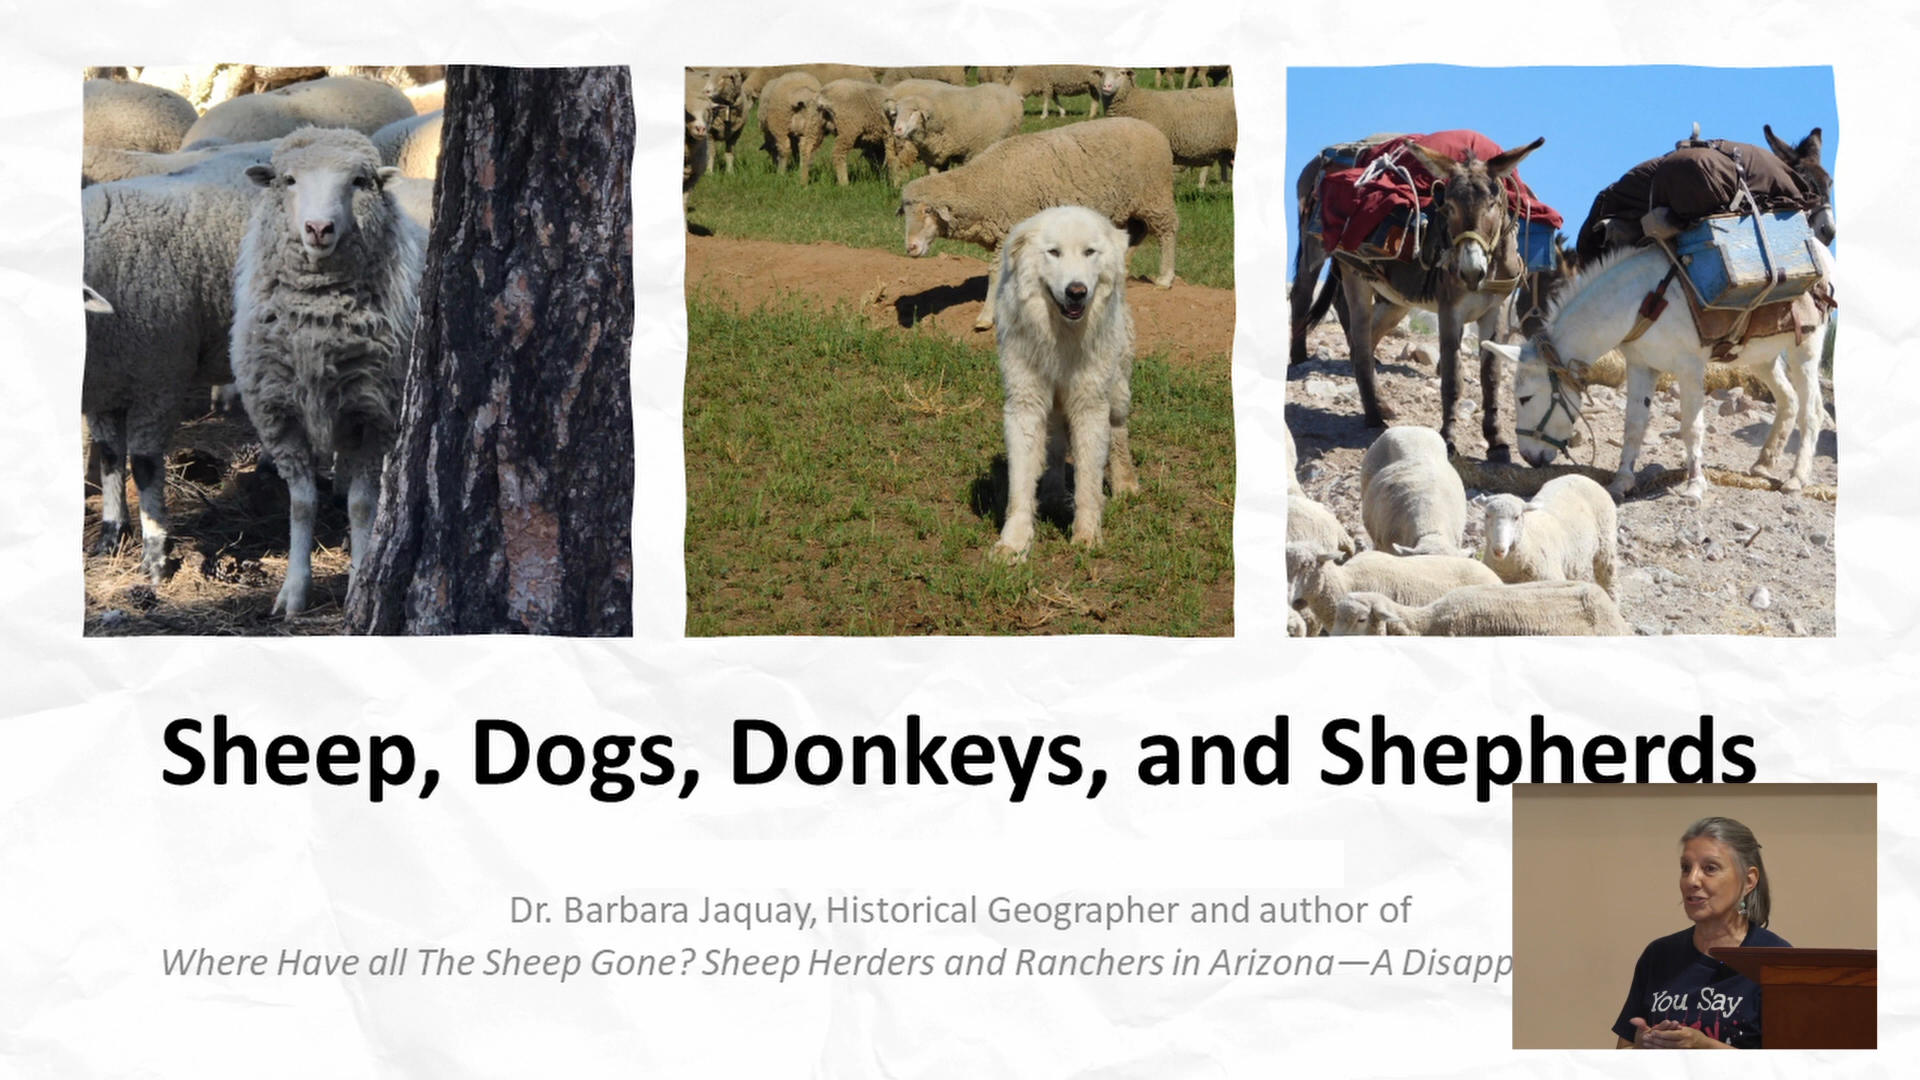 Sheep, Dogs, Donkeys, and Shepherds
Dr. Barbara Jaquay, Historical Geographer and author of
Where Have all The Sheep Gone? Sheep Herders and Ranchers in Arizona—A Disapp
You Say